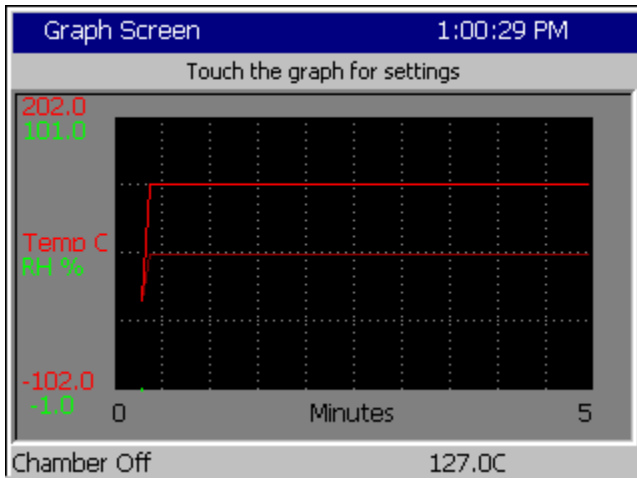 Graph Screen 1:00:29 PM
Touch the graph for settings
202.0
101.0
Temp C
RH %
-102.0
-1.0
0 Minutes 5
Chamber Off 127.0C